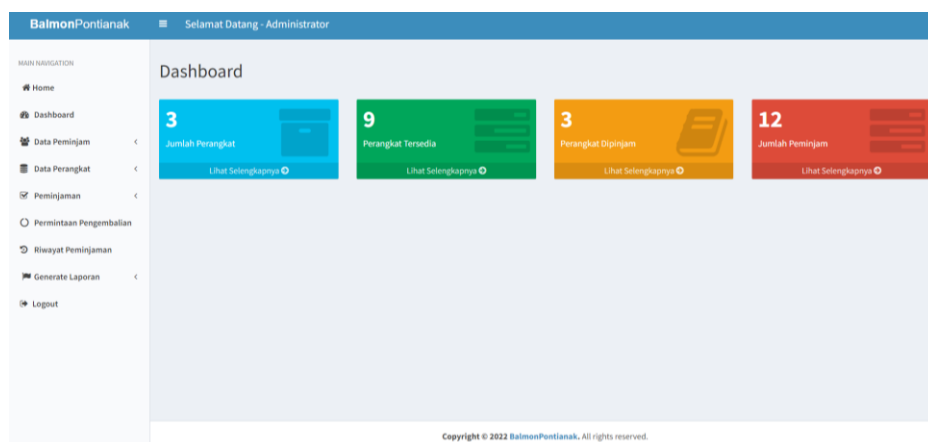 BalmonPontianak
Selamat Datang - Administrator
MAIN NAVIGATION
Home
Dashboard
Data Peminjam
Data Perangkat
Peminjaman
Permintaan Pengembalian
Riwayat Peminjaman
Generate Laporan
Logout
Dashboard
3
Jumlah Perangkat
Lihat Selengkapnya
9
Perangkat Tersedia
Lihat Selengkapnya
3
Perangkat Dipinjam
Lihat Selengkapnya
12
Jumlah Peminjam
Lihat Selengkapnya
Copyright © 2022 BalmonPontianak. All rights reserved.